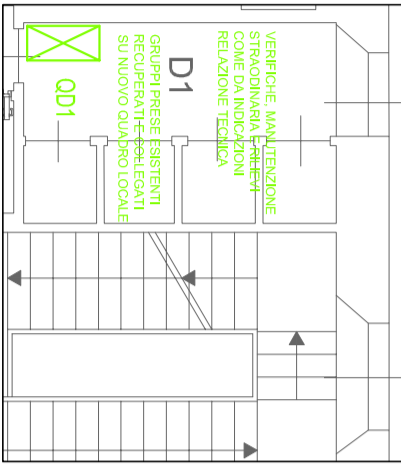 VERIFICHE, MANUTENZIONE
STRAODINARIA E RILIEVI
COME DA INDICAZIONI
RELAZIONE TECNICA
D1
GRUPPI PRESE ESISTENTI
RECUPERATI E COLLEGATI
SU NUOVO QUADRO LOCALE
QD1